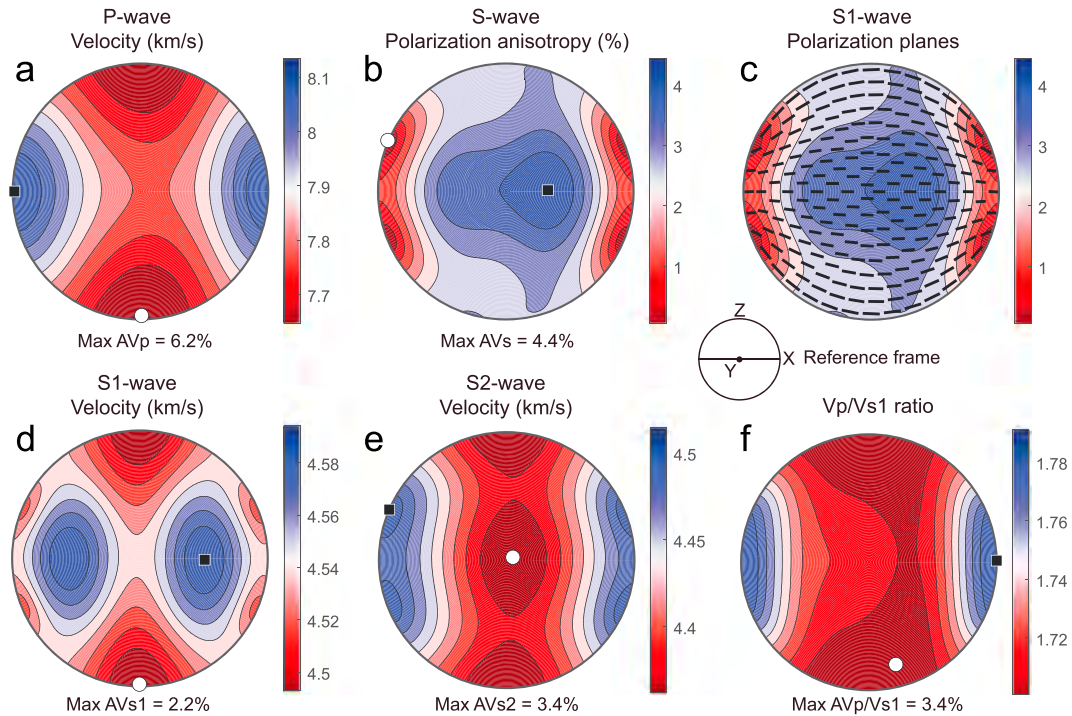 P-wave
Velocity (km/s)
S-wave
Polarization anisotropy (%)
S1-wave
Polarization planes
a
b
c
8.1
8
7.9
7.8
7.7
4
3
2
1
4
3
2
1
Max AVp = 6.2%
Max AVs = 4.4%
Z
Y
X
Reference frame
S1-wave
Velocity (km/s)
S2-wave
Velocity (km/s)
Vp/Vs1 ratio
d
e
f
4.58
4.56
4.54
4.52
4.5
4.5
4.45
4.4
1.78
1.76
1.74
1.72
Max AVs1 = 2.2%
Max AVs2 = 3.4%
Max AVp/Vs1 = 3.4%